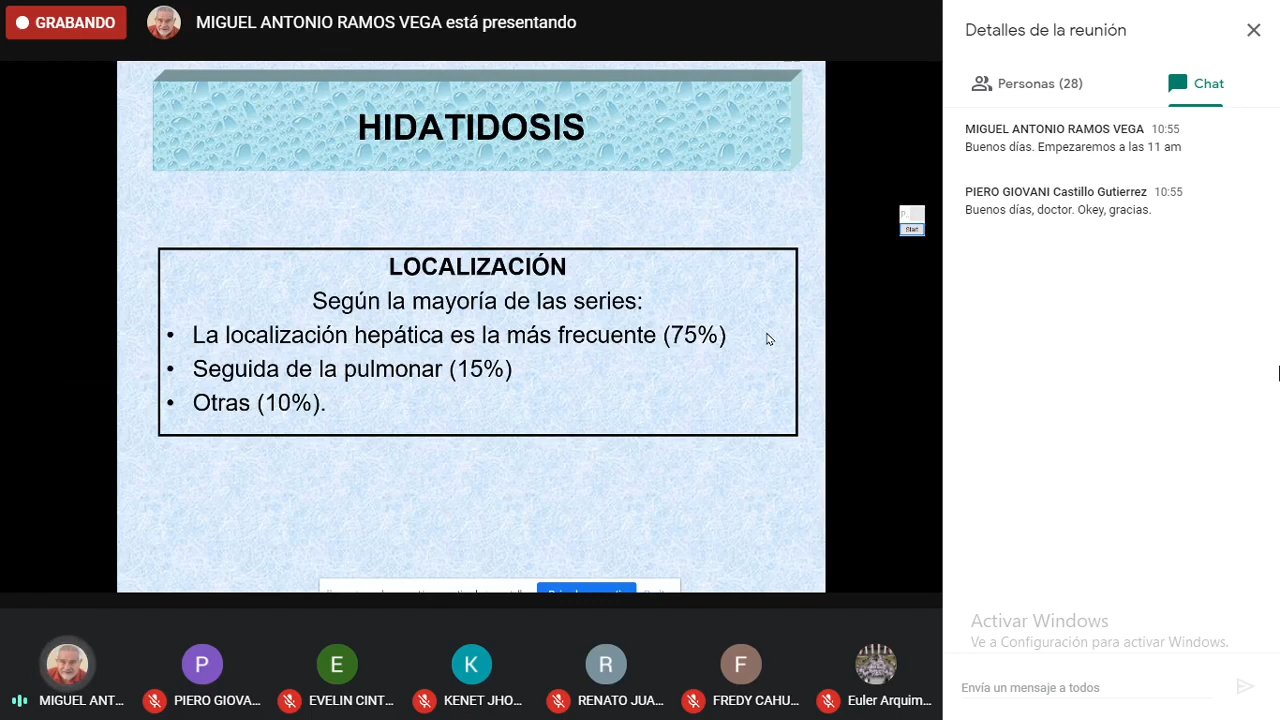 GRABANDO
MIGUEL ANTONIO RAMOS VEGA está presentando
HIDATIDOSIS
LOCALIZACIÓN
Según la mayoría de las series:
• La localización hepática es la más frecuente (75%)
• Seguida de la pulmonar (15%)
• Otras (10%).
Start
MIGUEL ANT...
P
PIERO GIOVA...
E
EVELIN CINT...
K
KENET JHO...
R
RENATO JUA...
F
FREDY CAHU...
Euler Arquim...
Detalles de la reunión
Personas (28)
Chat
MIGUEL ANTONIO RAMOS VEGA 10:55
Buenos días. Empezaremos a las 11 am
PIERO GIOVANI Castillo Gutierrez 10:55
Buenos días, doctor. Okey, gracias.
Activar Windows
Ve a Configuración para activar Windows.
Envía un mensaje a todos